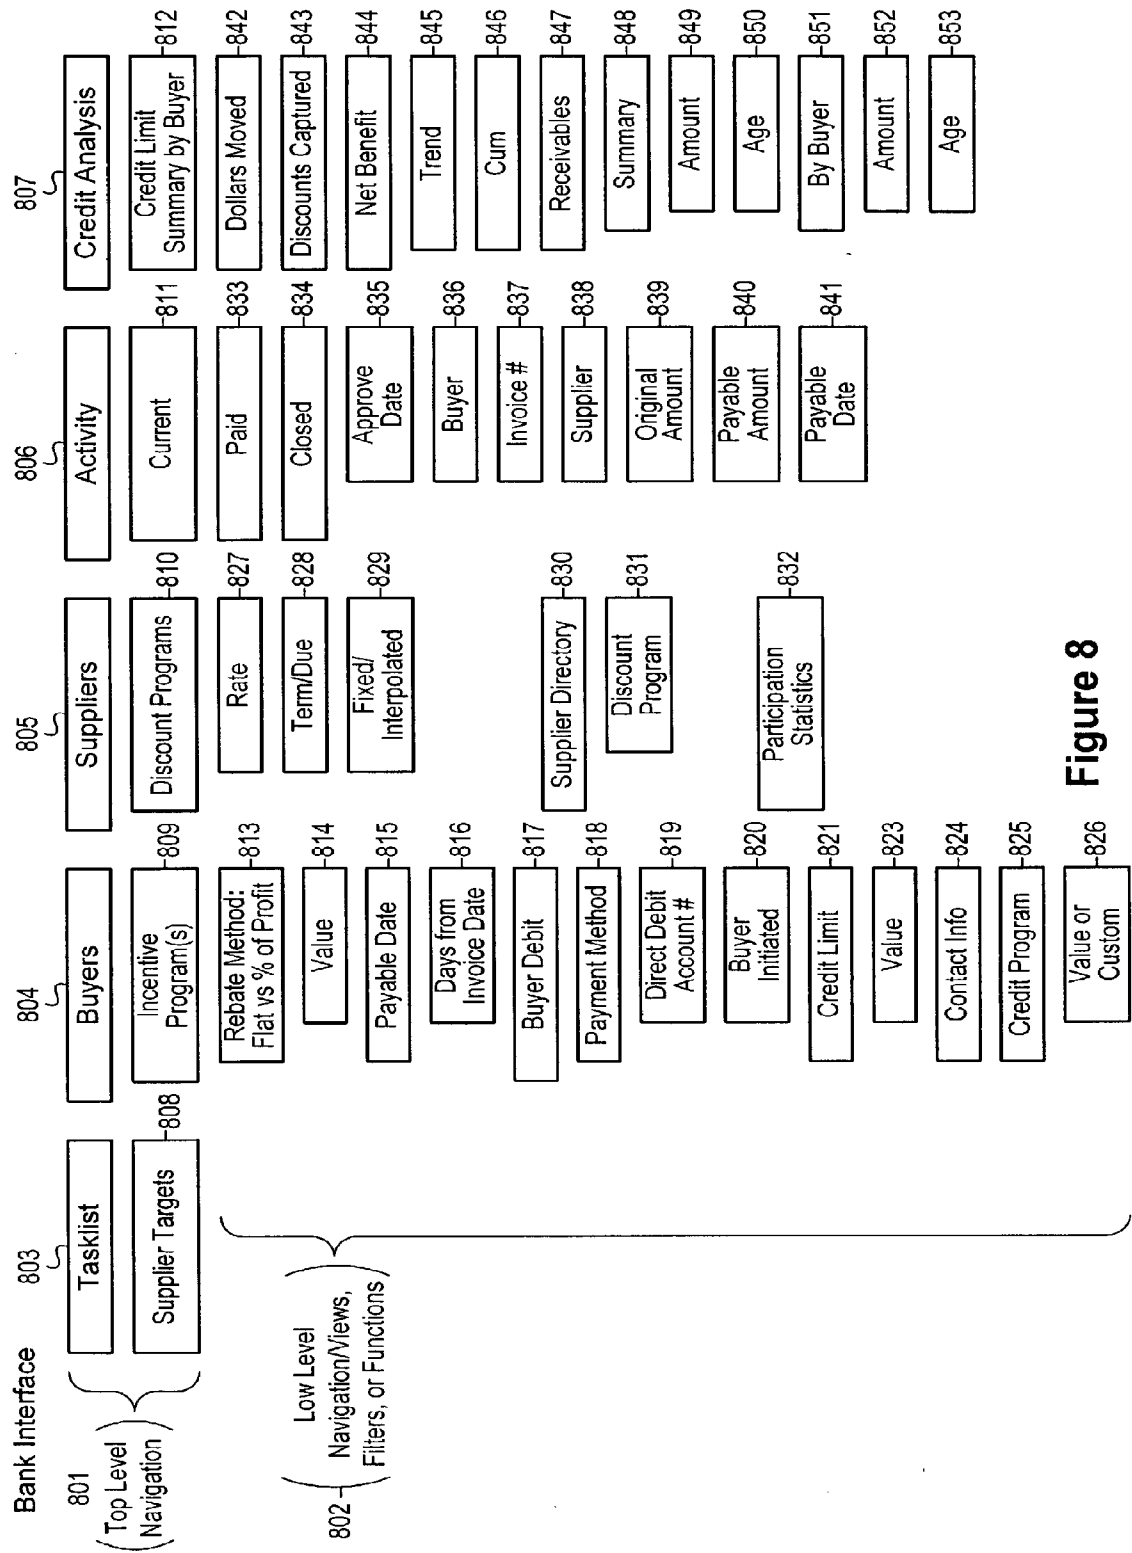 Bank Interface
801
Top Level
Navigation
803
Tasklist
Supplier Targets
808
802
Low Level
Navigation/Views,
Filters, or Functions
804
Buyers
Incentive
Program(s)
809
Rebate Method:
Flat vs % of Profit
813
Value
814
Payable Date
815
Days from
Invoice Date
816
Buyer Debit
817
Payment Method
818
Direct Debit
Account #
819
Buyer
Initiated
820
Credit Limit
821
Value
823
Contact Info
824
Credit Program
825
Value or
Custom
826
805
Suppliers
Discount Programs
810
Rate
827
Term/Due
828
Fixed/
Interpolated
829
Supplier Directory
830
Discount
Program
831
Participation
Statistics
832
806
Activity
Current
811
Paid
833
Closed
834
Approve
Date
835
Buyer
836
Invoice #
837
Supplier
838
Original
Amount
839
Payable
Amount
840
Payable
Date
841
807
Credit Analysis
Credit Limit
Summary by Buyer
812
Dollars Moved
842
Discounts Captured
843
Net Benefit
844
Trend
845
Cum
846
Receivables
847
Summary
848
Amount
849
Age
850
By Buyer
851
Amount
852
Age
853
Figure 8